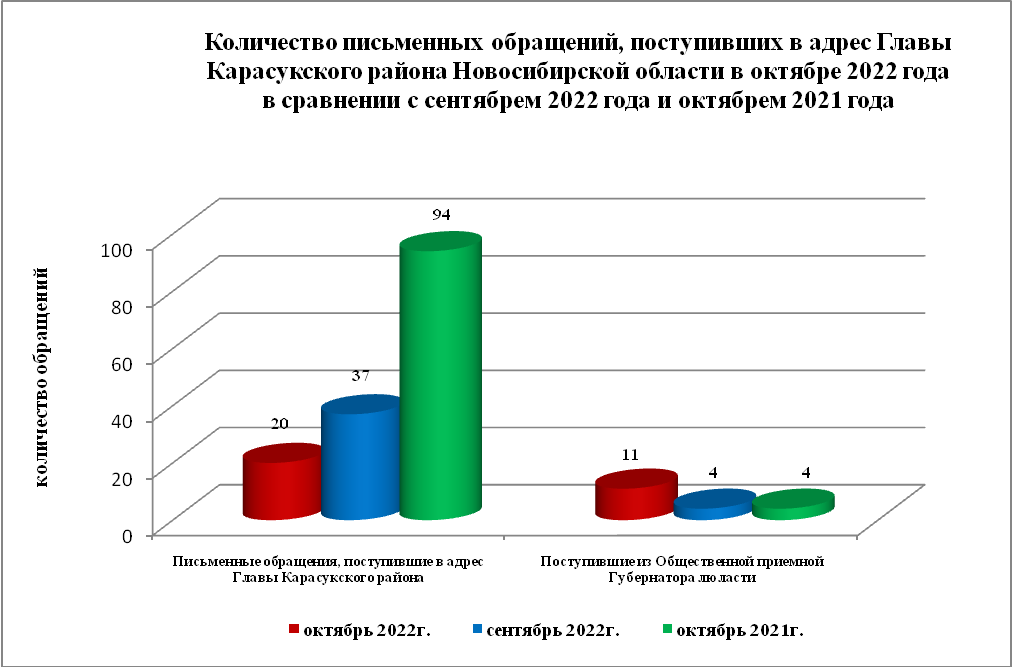 Количество письменных обращений, поступивших в адрес Главы
Карасукского района Новосибирской области в октябре 2022 года
в сравнении с сентябрем 2022 года и октябрем 2021 года
количество обращений
100
80
60
40
20
0
20
37
94
11
4
4
Письменные обращения, поступившие в адрес
Главы Карасукского района
Поступившие из Общественной приемной
Губернатора люласти
октябрь 2022г.
сентябрь 2022г.
октябрь 2021г.